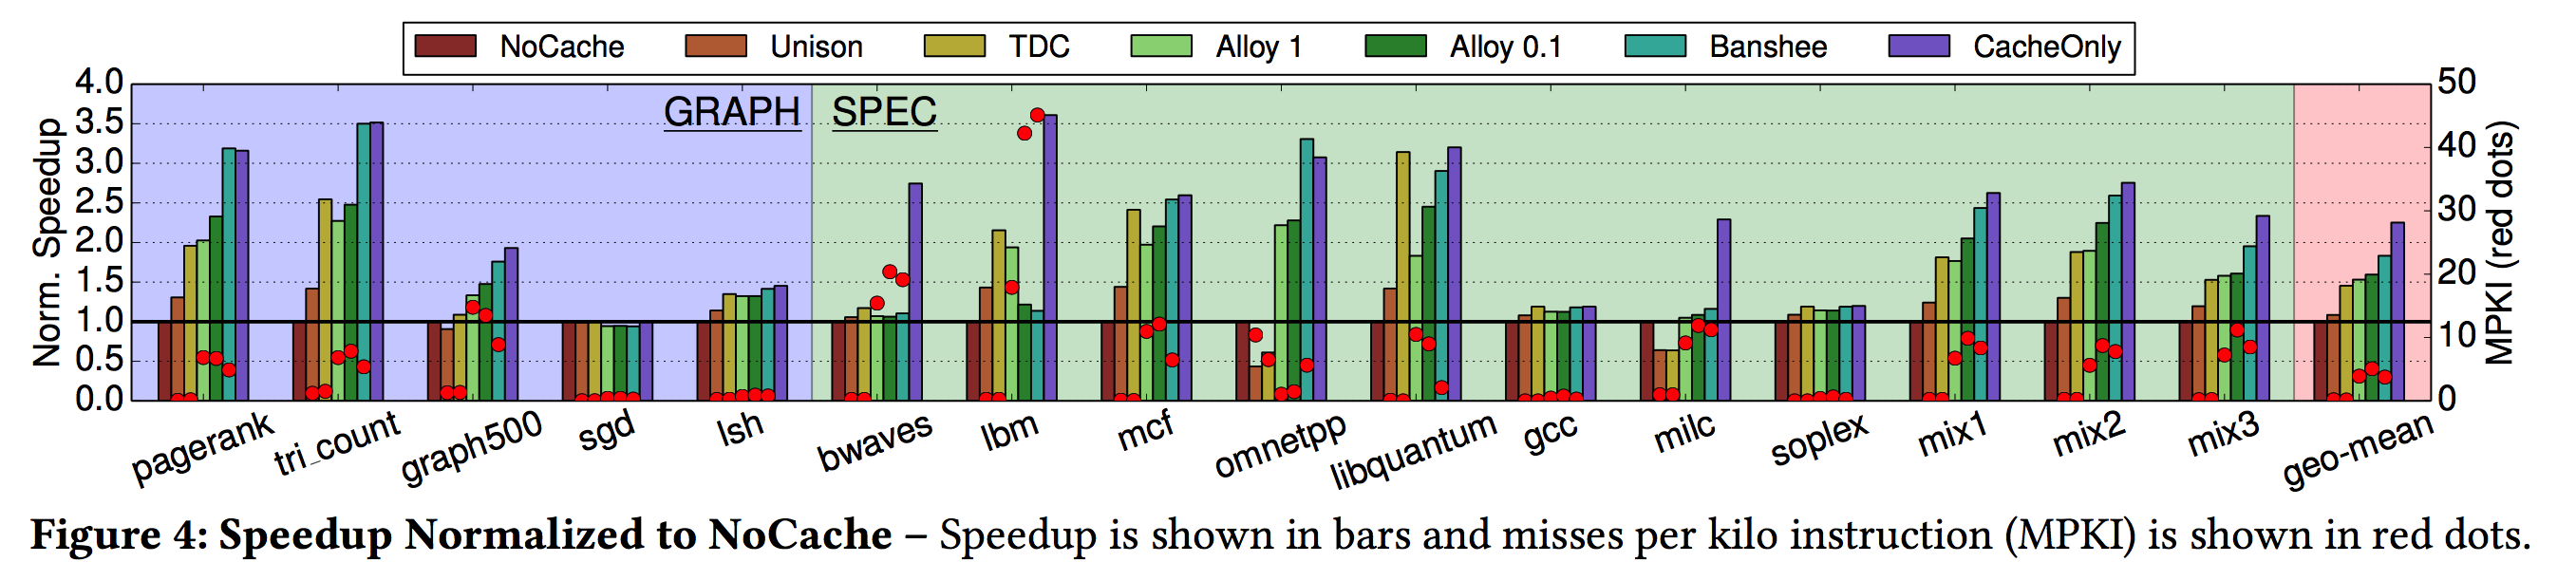 NoCache Unison TDC Alloy 1 Alloy 0.1 Banshee CacheOnly
4.0
3.5
3.0
2.5
2.0
1.5
1.0
0.5
0.0
Norm. Speedup
GRAPH
SPEC
50
40
30
20
10
0
MPKI (red dots)
pagerank tri_count graph500 sgd lsh bwaves lbm mcf omnetpp libquantum gcc milc soplex mix1 mix2 mix3 geo-mean
Figure 4: Speedup Normalized to NoCache – Speedup is shown in bars and misses per kilo instruction (MPKI) is shown in red dots.